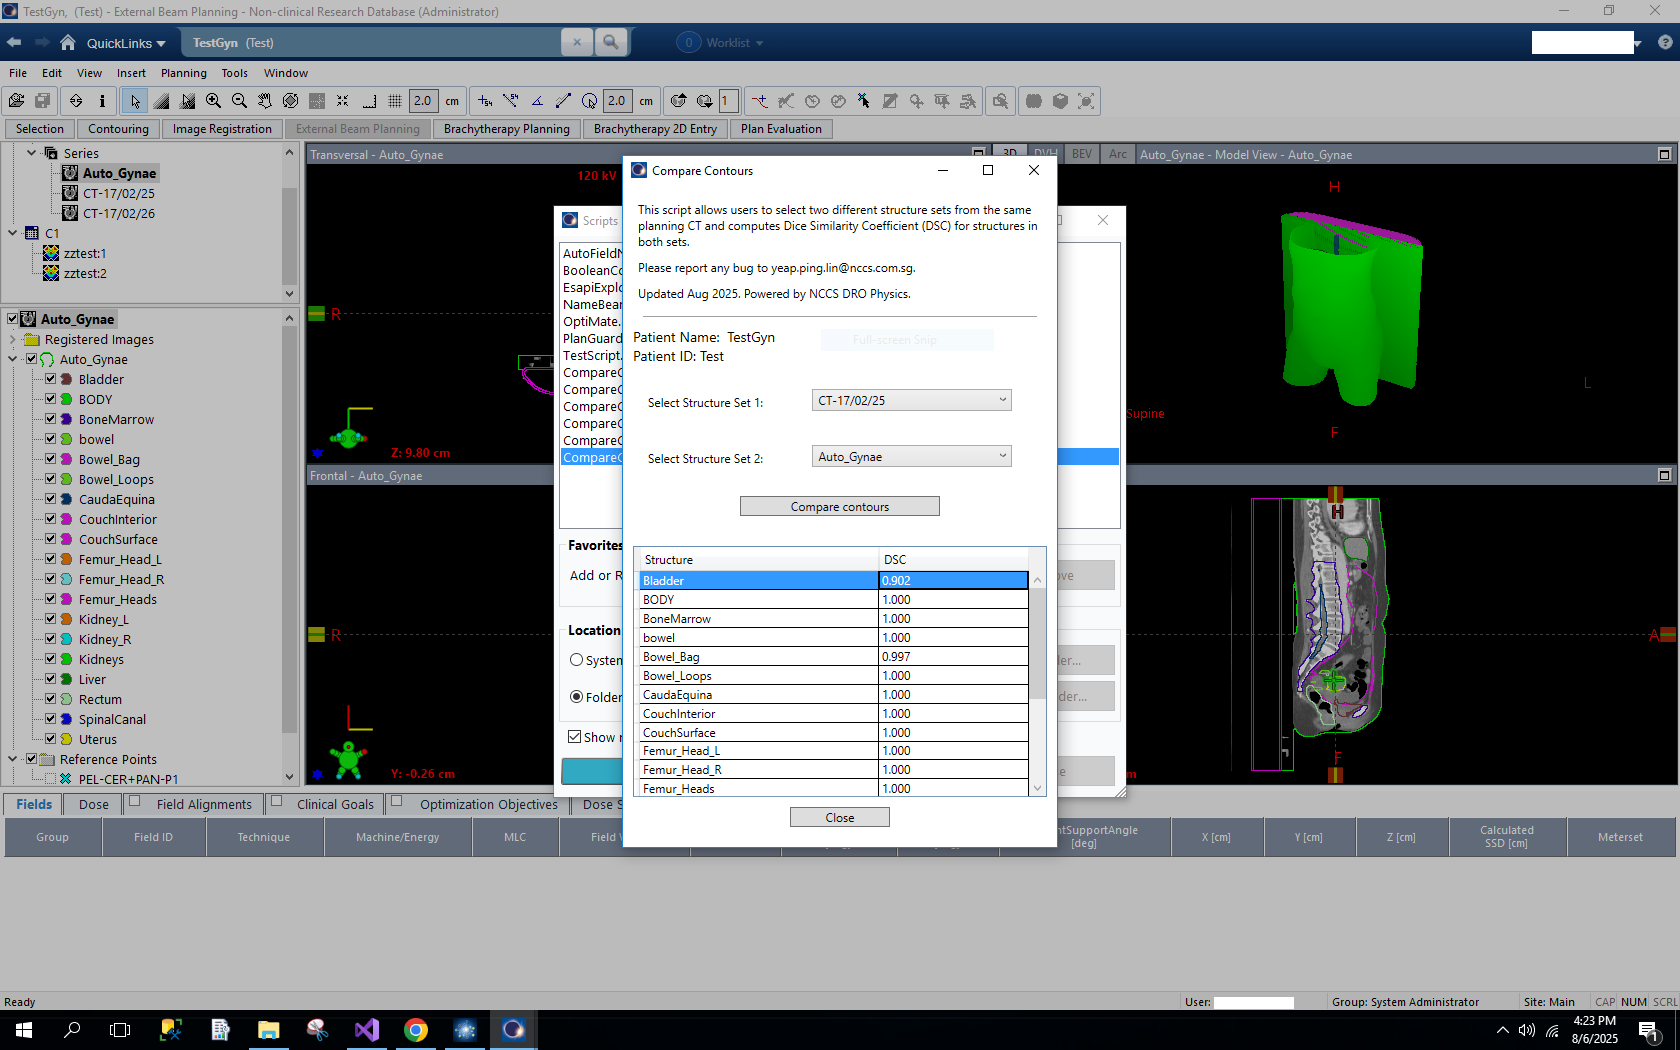 TestGyn,  (Test) - External Beam Planning - Non-clinical Research Database (Administrator)
QuickLinks
TestGyn  (Test)
0 Worklist
File Edit View Insert Planning Tools Window
2.0 cm
2.0 cm
1
Selection Contouring Image Registration External Beam Planning Brachytherapy Planning Brachytherapy 2D Entry Plan Evaluation
Series
Auto_Gynae
CT-17/02/25
CT-17/02/26
C1
zztest:1
zztest:2
Auto_Gynae
Registered Images
Auto_Gynae
Bladder
BODY
BoneMarrow
bowel
Bowel_Bag
Bowel_Loops
CaudaEquina
CouchInterior
CouchSurface
Femur_Head_L
Femur_Head_R
Femur_Heads
Kidney_L
Kidney_R
Kidneys
Liver
Rectum
SpinalCanal
Uterus
Reference Points
PEL-CER+PAN-P1
Transversal - Auto_Gynae
120 kV
R
Z: 9.80 cm
Frontal - Auto_Gynae
R
Y: -0.26 cm
3D DVH BEV Arc
Auto_Gynae - Model View - Auto_Gynae
H
L
Supine
F
H
A
F
Scripts
AutoFieldN
BooleanCo
EsapiExplo
NameBear
OptiMate.
PlanGuard
TestScript.
CompareC
CompareC
CompareC
CompareC
CompareC
CompareC
Favorites
Add or R
Location
System
Folder
Show r
Compare Contours
This script allows users to select two different structure sets from the same
planning CT and computes Dice Similarity Coefficient (DSC) for structures in
both sets.
Please report any bug to yeap.ping.lin@nccs.com.sg.
Updated Aug 2025. Powered by NCCS DRO Physics.
Patient Name:  TestGyn
Full-screen Snip
Patient ID: Test
Select Structure Set 1: CT-17/02/25
Select Structure Set 2: Auto_Gynae
Compare contours
Structure DSC
Bladder 0.902
BODY 1.000
BoneMarrow 1.000
bowel 1.000
Bowel_Bag 0.997
Bowel_Loops 1.000
CaudaEquina 1.000
CouchInterior 1.000
CouchSurface 1.000
Femur_Head_L 1.000
Femur_Head_R 1.000
Femur_Heads 1.000
Close
Fields Dose Field Alignments Clinical Goals Optimization Objectives Dose S
Group
Field ID
Technique
Machine/Energy
MLC
Field
ntSupportAngle
[deg]
X [cm]
Y [cm]
Z [cm]
Calculated
SSD [cm]
Meterset
Ready
User:
Group: System Administrator
Site: Main
CAP NUM SCRL
4:23 PM
8/6/2025
1